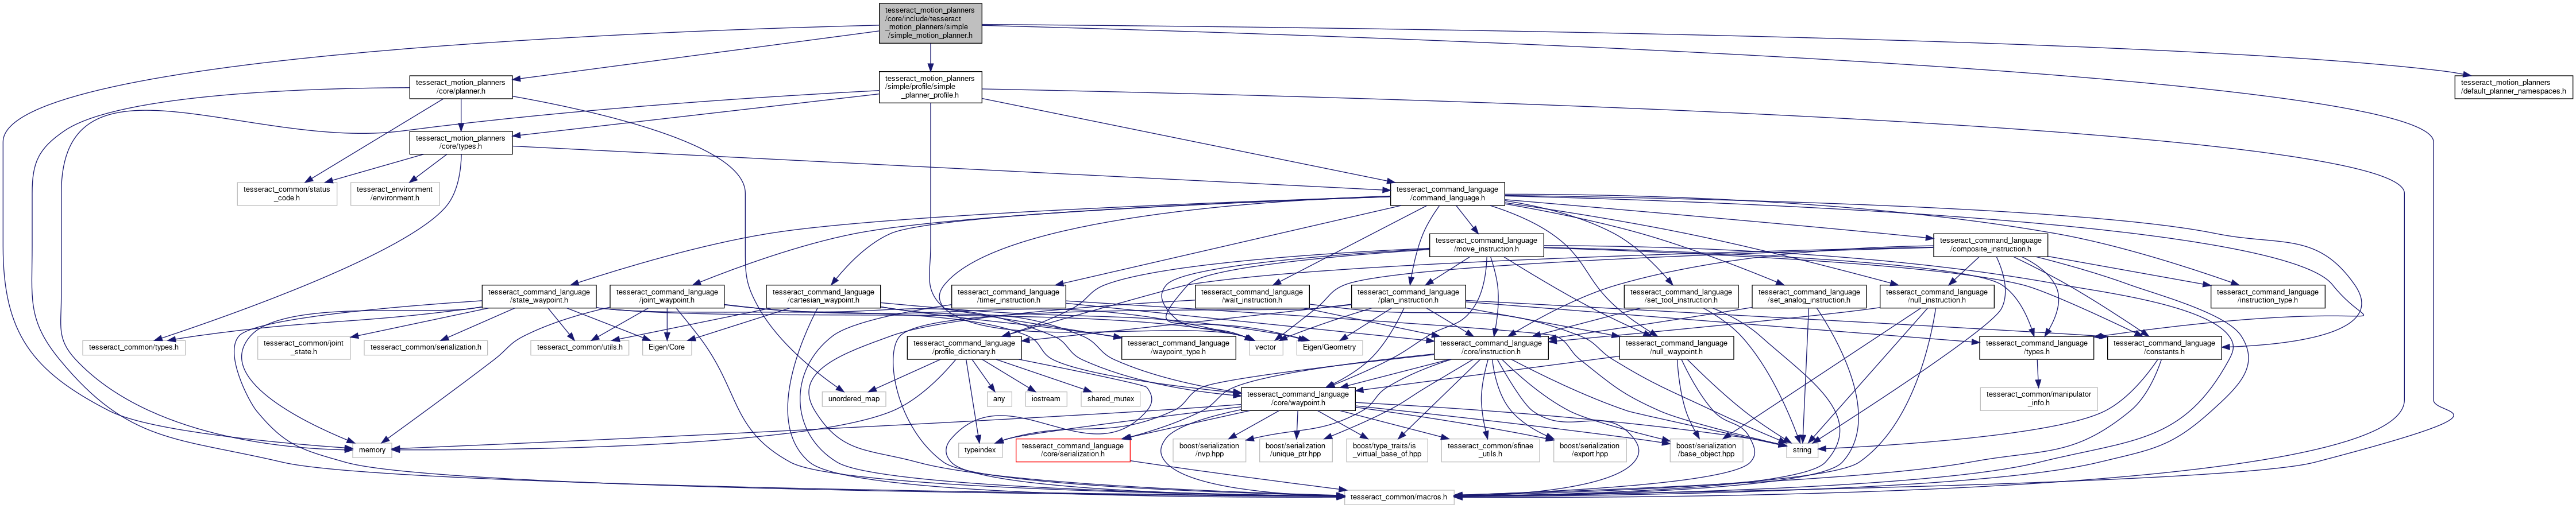 tesseract_motion_planners
/core/include/tesseract
_motion_planners/simple
/simple_motion_planner.h
tesseract_motion_planners
/core/planner.h
tesseract_motion_planners
/simple/profile/simple
_planner_profile.h
tesseract_motion_planners
/default_planner_namespaces.h
tesseract_motion_planners
/core/types.h
tesseract_common/status
_code.h
tesseract_environment
/environment.h
tesseract_command_language
/command_language.h
tesseract_command_language
/move_instruction.h
tesseract_command_language
/composite_instruction.h
tesseract_command_language
/state_waypoint.h
tesseract_command_language
/joint_waypoint.h
tesseract_command_language
/cartesian_waypoint.h
tesseract_command_language
/timer_instruction.h
tesseract_command_language
/wait_instruction.h
tesseract_command_language
/plan_instruction.h
tesseract_command_language
/set_tool_instruction.h
tesseract_command_language
/set_analog_instruction.h
tesseract_command_language
/null_instruction.h
tesseract_command_language
/instruction_type.h
tesseract_common/types.h
tesseract_common/joint
_state.h
tesseract_common/serialization.h
tesseract_common/utils.h
Eigen/Core
tesseract_command_language
/profile_dictionary.h
tesseract_command_language
/waypoint_type.h
vector
Eigen/Geometry
tesseract_command_language
/core/instruction.h
tesseract_command_language
/null_waypoint.h
tesseract_command_language
/types.h
tesseract_command_language
/constants.h
unordered_map
any
iostream
shared_mutex
tesseract_command_language
/core/waypoint.h
tesseract_common/manipulator
_info.h
memory
typeindex
tesseract_command_language
/core/serialization.h
boost/serialization
/nvp.hpp
boost/serialization
/unique_ptr.hpp
boost/type_traits/is
_virtual_base_of.hpp
tesseract_common/sfinae
_utils.h
boost/serialization
/export.hpp
boost/serialization
/base_object.hpp
string
tesseract_common/macros.h